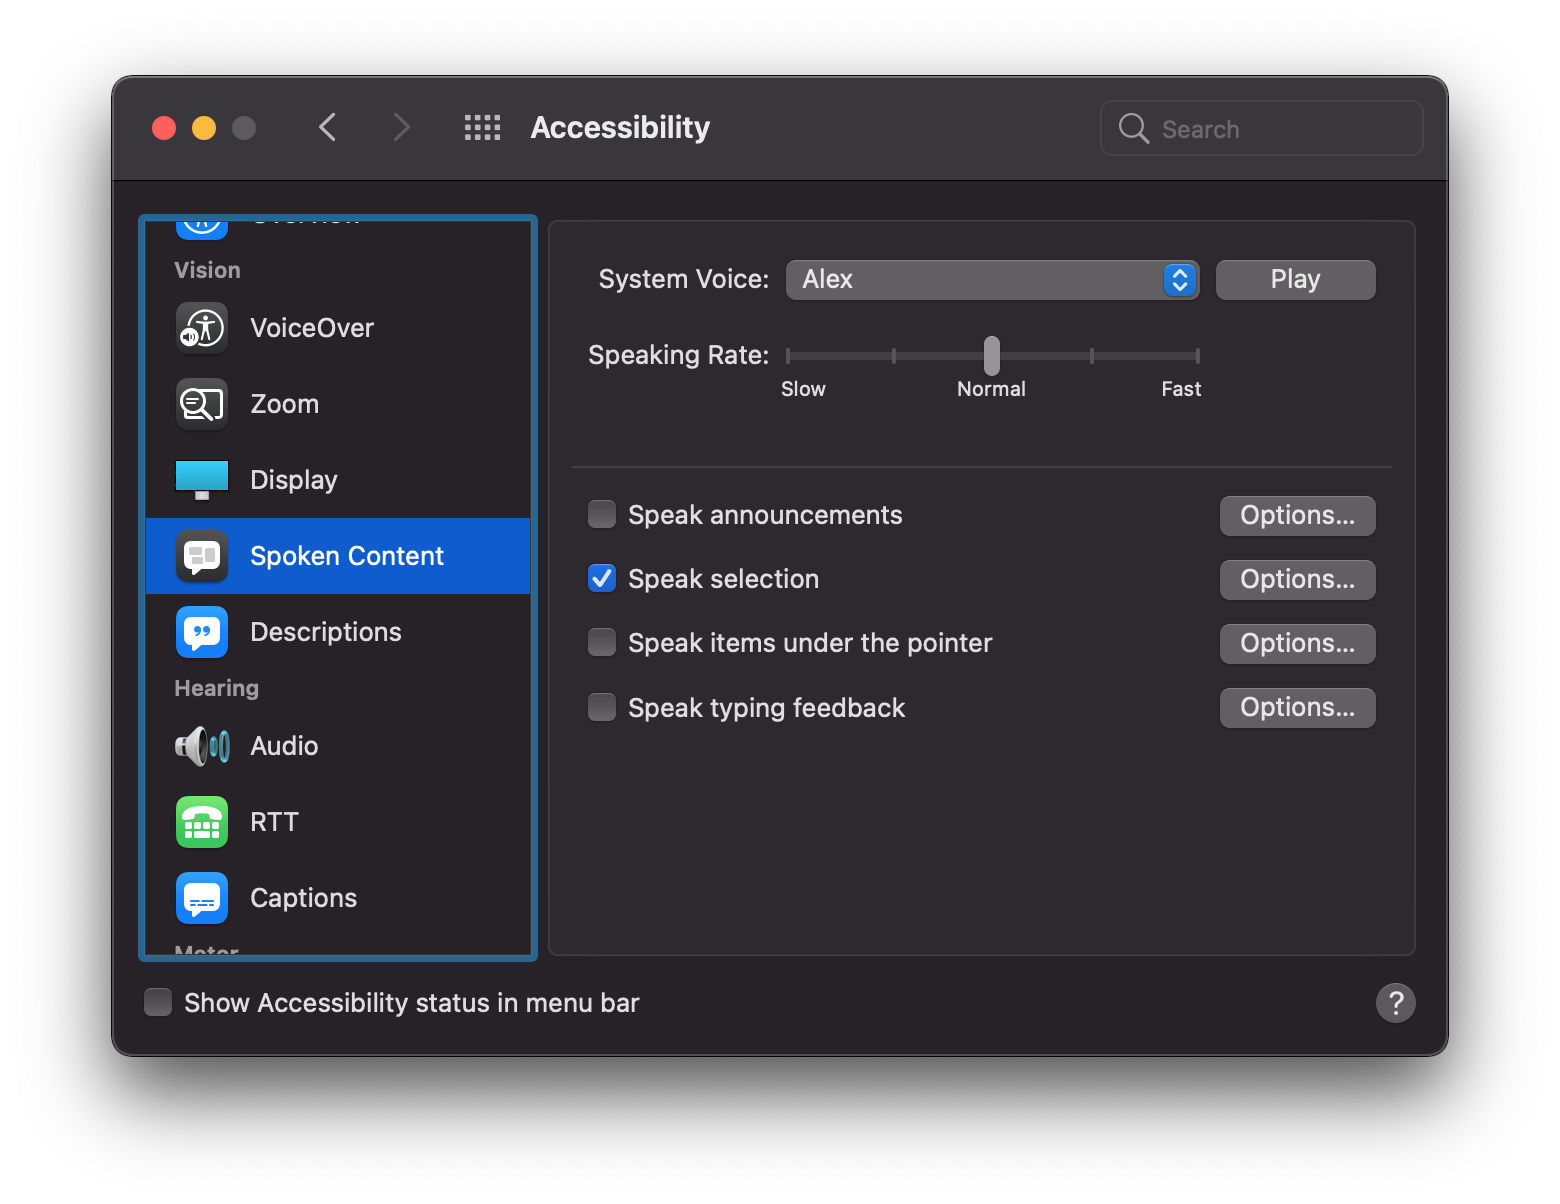 Accessibility
Search
Vision
VoiceOver
Zoom
Display
Spoken Content
Descriptions
Hearing
Audio
RTT
Captions
System Voice: Alex Play
Speaking Rate:
Slow Normal Fast
Speak announcements Options...
Speak selection Options...
Speak items under the pointer Options...
Speak typing feedback Options...
Show Accessibility status in menu bar
?